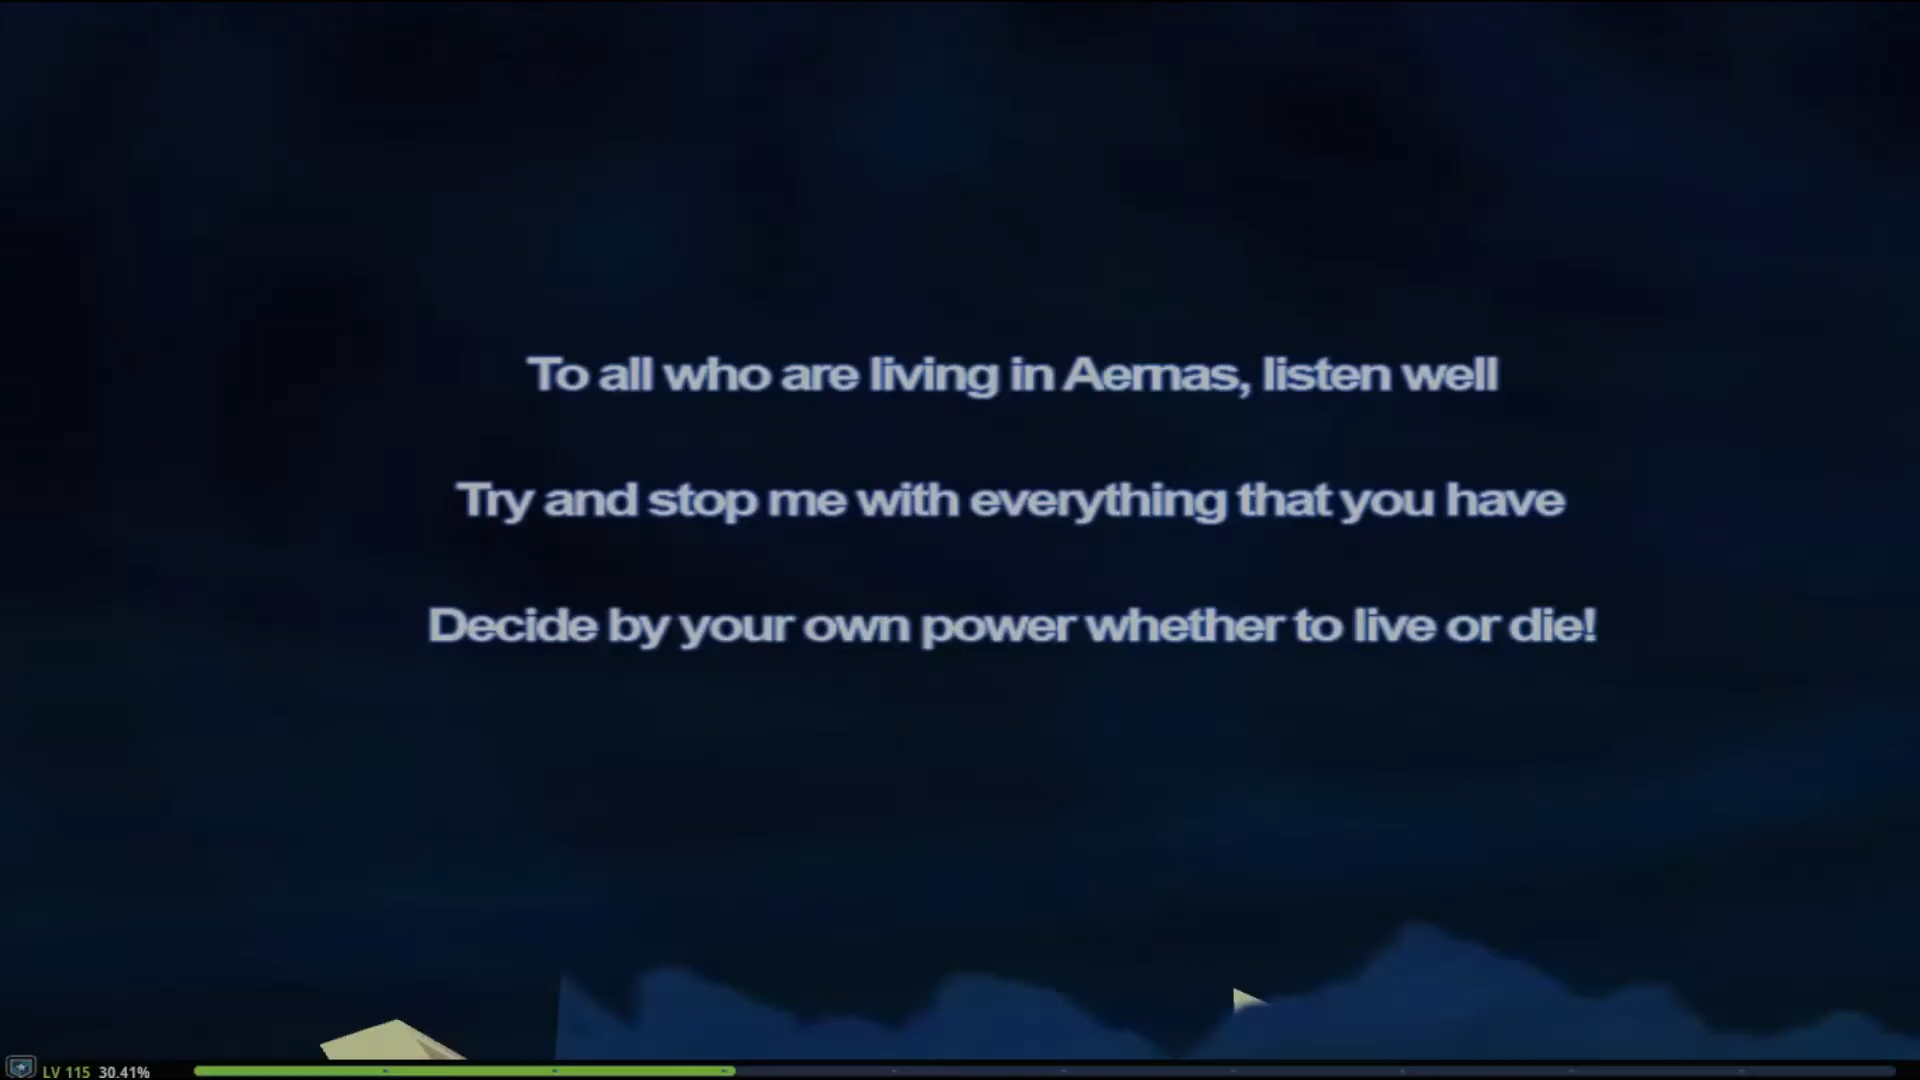 To all who are living in Aernas, listen well
Try and stop me with everything that you have
Decide by your own power whether to live or die!
LV 115 30.41%